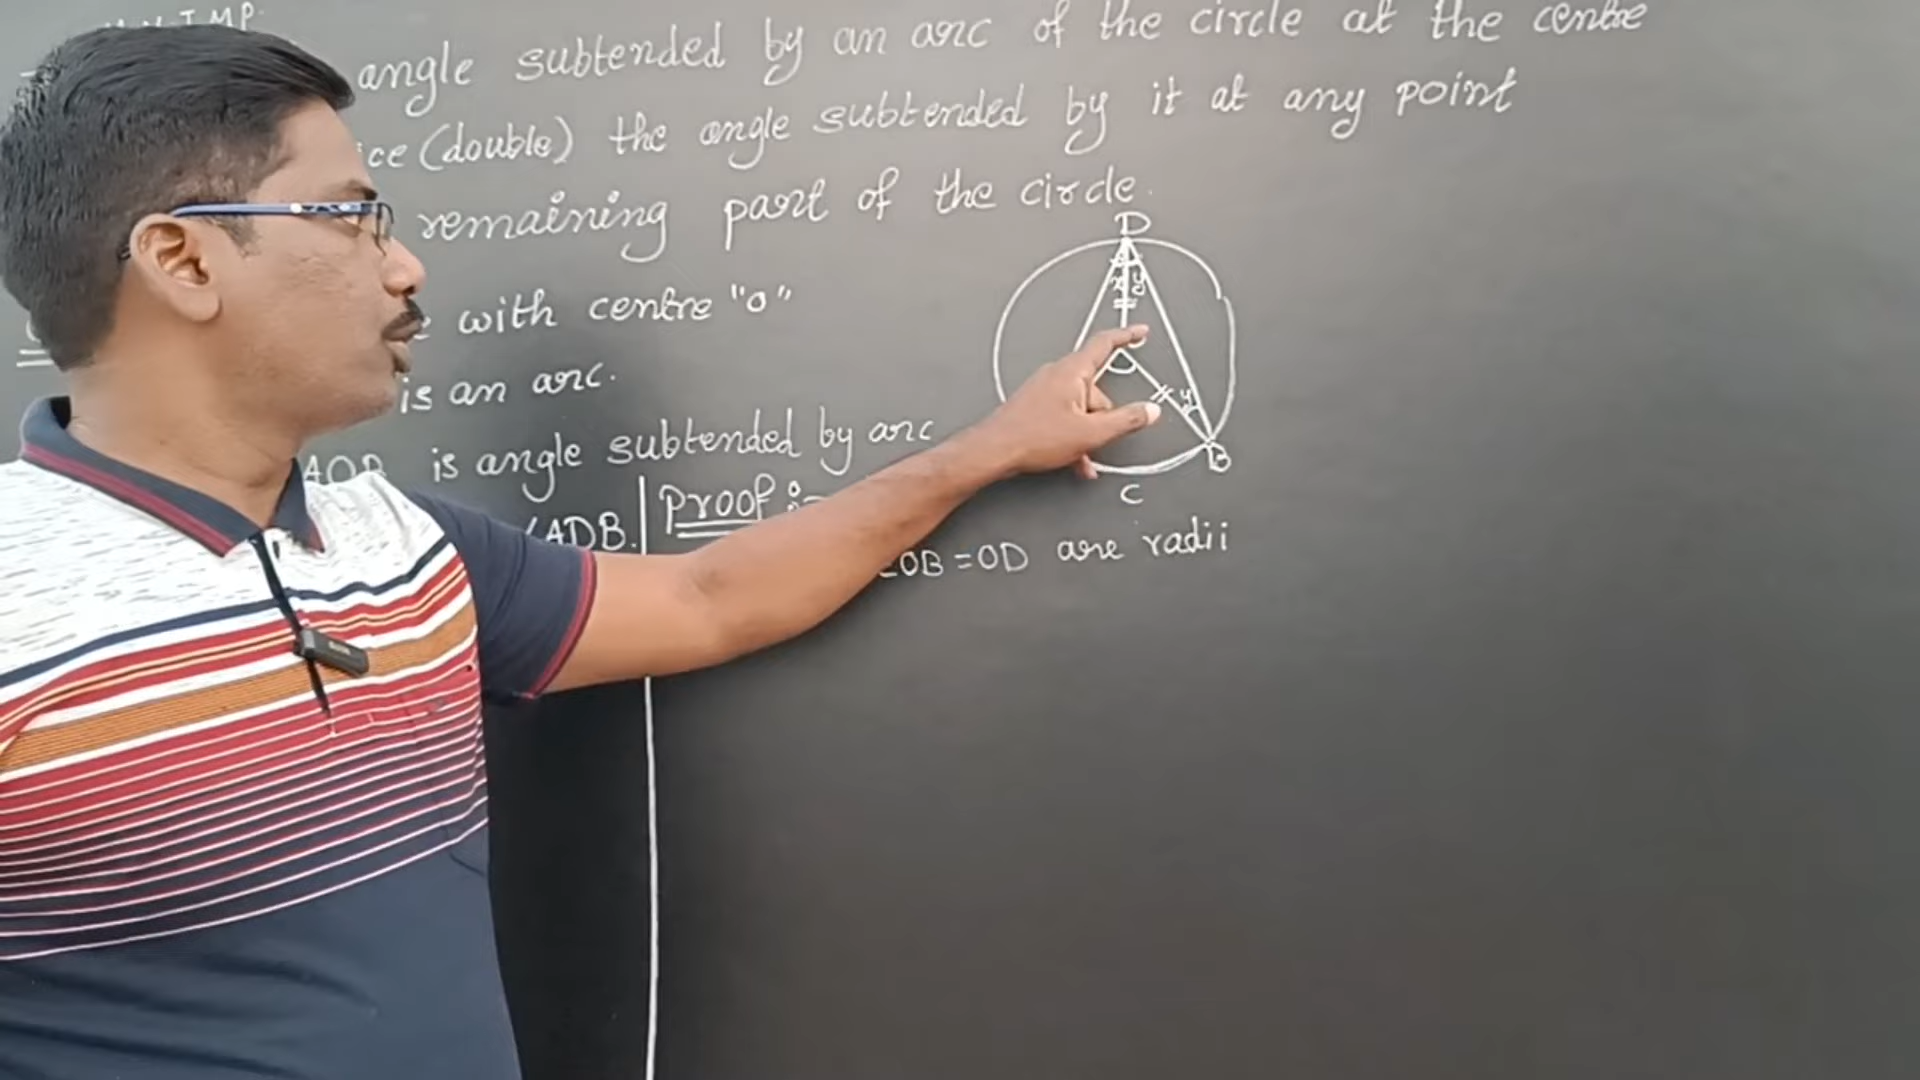 IMP.
angle subtended by an arc of the circle at the centre
ce (double) the angle subtended by it at any point
remaining part of the circle.
D
x y
with centre "O"
is an arc.
y
AOB is angle subtended by arc
B
C
∠ADB.
Proof :-
=OB = OD are radii